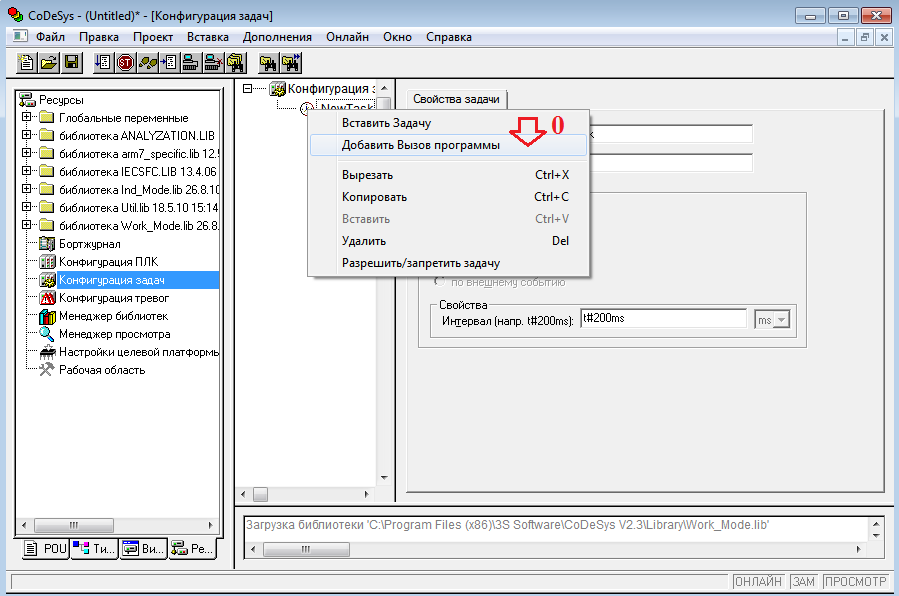 CoDeSys - (Untitled)* - [Конфигурация задач]
Файл Правка Проект Вставка Дополнения Онлайн Окно Справка
Ресурсы
Глобальные переменные
библиотека ANALYZATION.LIB
библиотека arm7_specific.lib 12.9
библиотека IECSFC.LIB 13.4.06
библиотека Ind_Mode.lib 26.8.10
библиотека Util.lib 18.5.10 15:14
библиотека Work_Mode.lib 26.8.
Бортжурнал
Конфигурация ПЛК
Конфигурация задач
Конфигурация тревог
Менеджер библиотек
Менеджер просмотра
Настройки целевой платформы
Рабочая область
POU Ти... Ви... Ре...
Конфигурация з
NewTask
Вставить Задачу
Добавить Вызов программы
0
Вырезать Ctrl+X
Копировать Ctrl+C
Вставить Ctrl+V
Удалить Del
Разрешить/запретить задачу
Свойства задачи
k
по внешнему событию
Свойства
Интервал (напр. t#200ms): t#200ms ms
Загрузка библиотеки 'C:\Program Files (x86)\3S Software\CoDeSys V2.3\Library\Work_Mode.lib'
ОНЛАЙН ЗАМ ПРОСМОТР